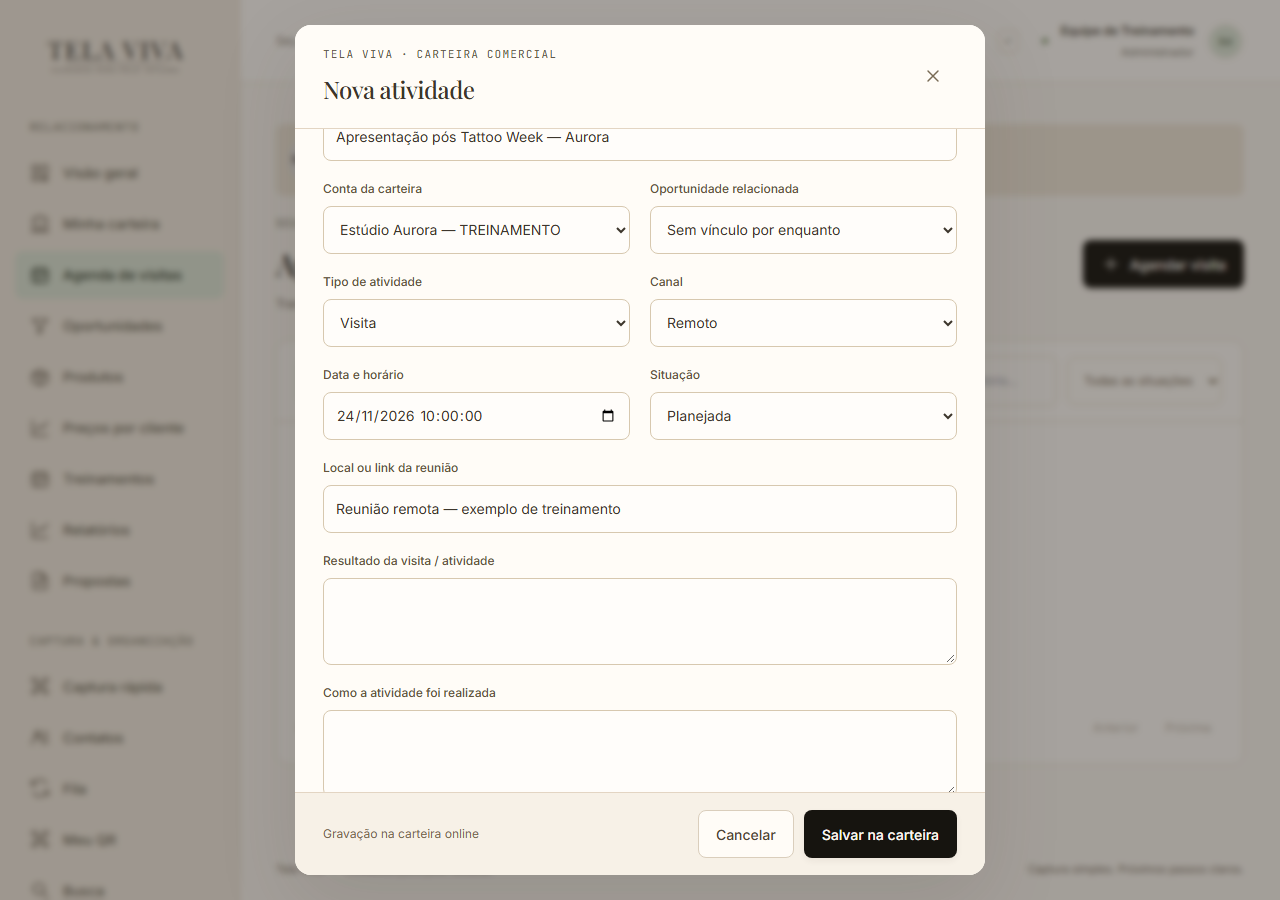 TELA VIVA
RELACIONAMENTO
Visão geral
Minha carteira
Agenda de visitas
Oportunidades
Produtos
Preços por cliente
Treinamentos
Relatórios
Propostas
CAPTURA & ORGANIZAÇÃO
Captura rápida
Contatos
Fila
Meu QR
Busca
Equipe de Treinamento
Administrador
Agendar visita
Todas as situações
Anterior
Próxima
TELA VIVA · CARTEIRA COMERCIAL
Nova atividade
Apresentação pós Tattoo Week — Aurora
Conta da carteira
Oportunidade relacionada
Estúdio Aurora — TREINAMENTO
Sem vínculo por enquanto
Tipo de atividade
Canal
Visita
Remoto
Data e horário
Situação
24/11/2026 10:00:00
Planejada
Local ou link da reunião
Reunião remota — exemplo de treinamento
Resultado da visita / atividade
Como a atividade foi realizada
Gravação na carteira online
Cancelar
Salvar na carteira